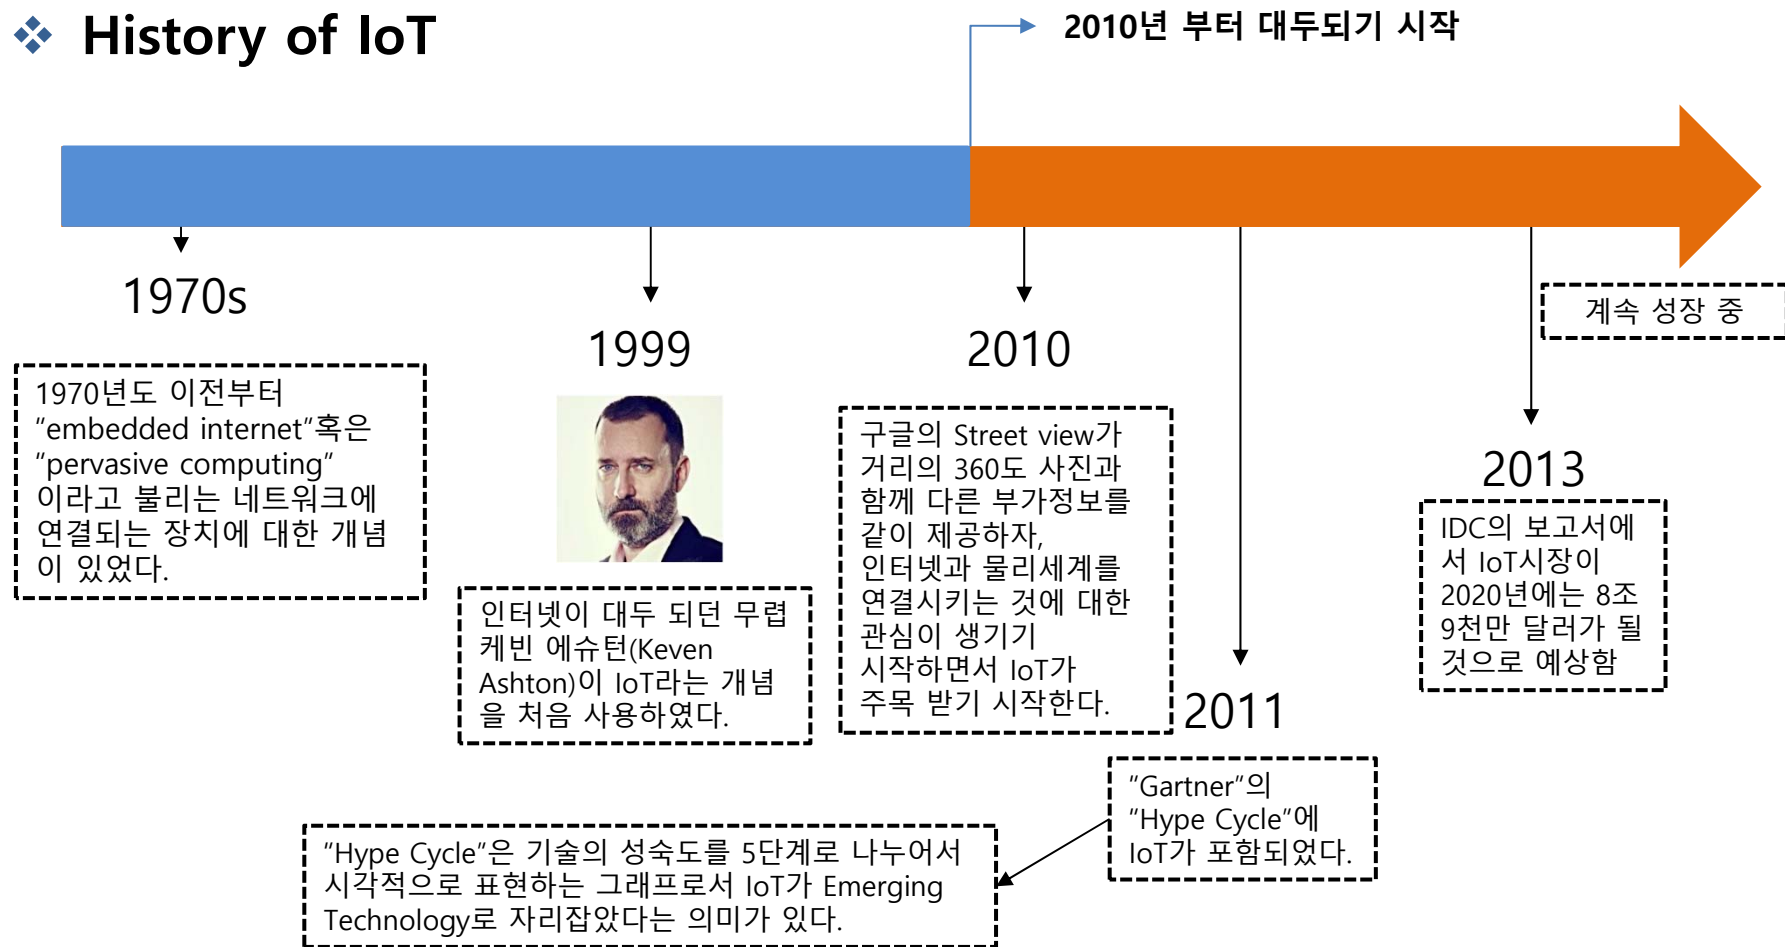 History of IoT
2010년 부터 대두되기 시작
1970s
1970년도 이전부터
"embedded internet"혹은
"pervasive computing"
이라고 불리는 네트워크에
연결되는 장치에 대한 개념
이 있었다.
1999
인터넷이 대두 되던 무렵
케빈 에슈턴(Keven
Ashton)이 IoT라는 개념
을 처음 사용하였다.
2010
구글의 Street view가
거리의 360도 사진과
함께 다른 부가정보를
같이 제공하자,
인터넷과 물리세계를
연결시키는 것에 대한
관심이 생기기
시작하면서 IoT가
주목 받기 시작한다.
2011
"Gartner"의
"Hype Cycle"에
IoT가 포함되었다.
"Hype Cycle"은 기술의 성숙도를 5단계로 나누어서
시각적으로 표현하는 그래프로서 IoT가 Emerging
Technology로 자리잡았다는 의미가 있다.
계속 성장 중
2013
IDC의 보고서에
서 IoT시장이
2020년에는 8조
9천만 달러가 될
것으로 예상함